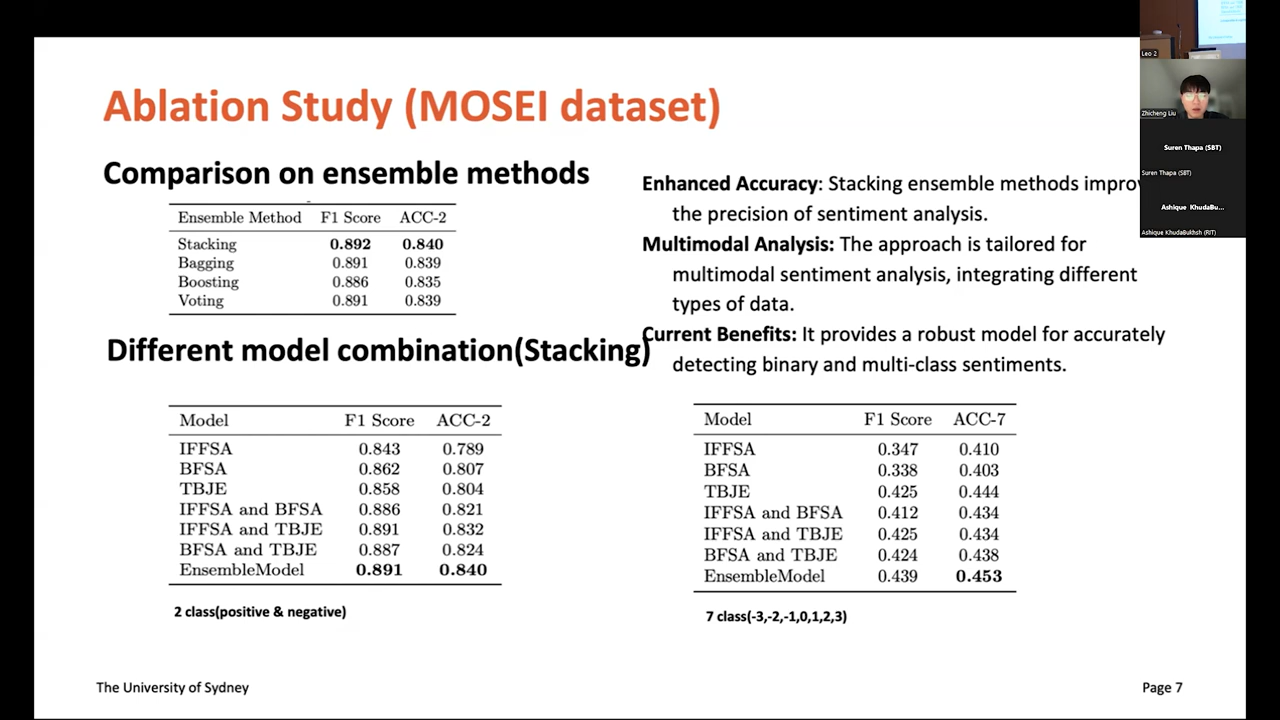 Ablation Study (MOSEI dataset)
Comparison on ensemble methods
Ensemble Method F1 Score ACC-2
Stacking 0.892 0.840
Bagging 0.891 0.839
Boosting 0.886 0.835
Voting 0.891 0.839
Different model combination(Stacking)
Model F1 Score ACC-2
IFFSA 0.843 0.789
BFSA 0.862 0.807
TBJE 0.858 0.804
IFFSA and BFSA 0.886 0.821
IFFSA and TBJE 0.891 0.832
BFSA and TBJE 0.887 0.824
EnsembleModel 0.891 0.840
2 class(positive & negative)
Enhanced Accuracy: Stacking ensemble methods
the precision of sentiment analysis.
Multimodal Analysis: The approach is tailored for
multimodal sentiment analysis, integrating different
types of data.
Current Benefits: It provides a robust model for accurately
detecting binary and multi-class sentiments.
Model F1 Score ACC-7
IFFSA 0.347 0.410
BFSA 0.338 0.403
TBJE 0.425 0.444
IFFSA and BFSA 0.412 0.434
IFFSA and TBJE 0.425 0.434
BFSA and TBJE 0.424 0.438
EnsembleModel 0.439 0.453
7 class(-3,-2,-1,0,1,2,3)
The University of Sydney
Page 7
Leo 2
Zhicheng Liu
Suren Thapa (SBT)
Suren Thapa (SBT)
Ashique KhudaBu...
Ashique KhudaBukhsh (RIT)